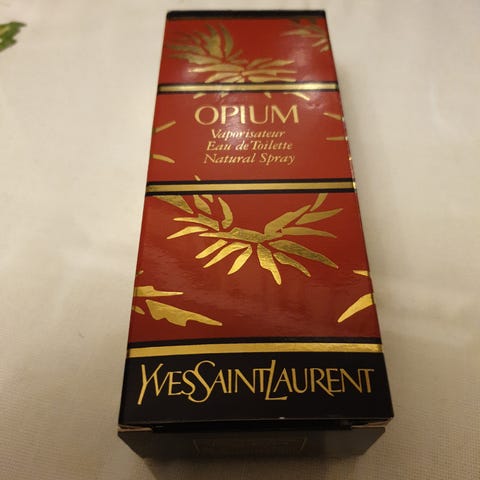 OPIUM
Vaporisateur
Eau de Toilette
Natural Spray
YVESSAINTLAURENT